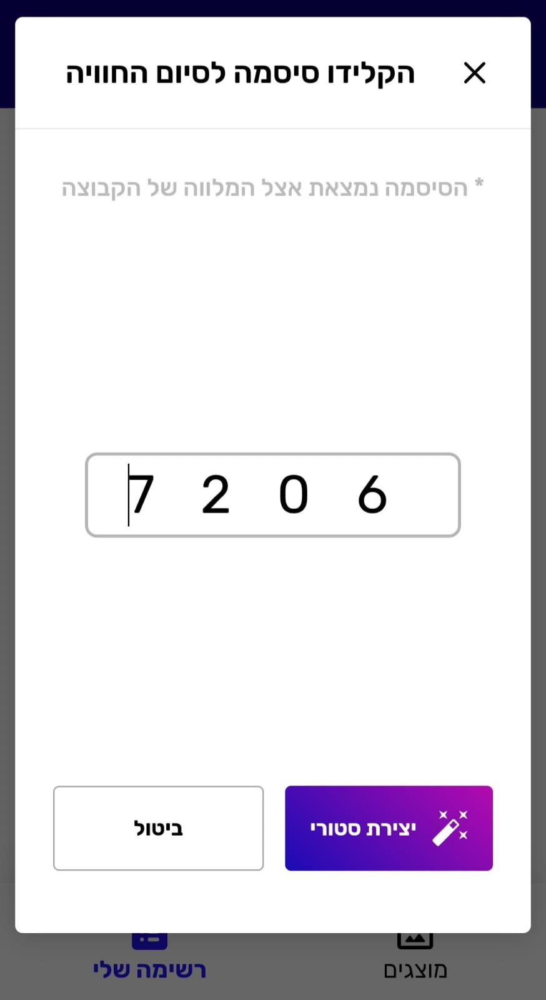 הקלידו סיסמה לסיום החוויה
* הסיסמה נמצאת אצל המלווה של הקבוצה
7 2 0 6
יצירת סטורי
ביטול
מוצגים
רשימה שלי